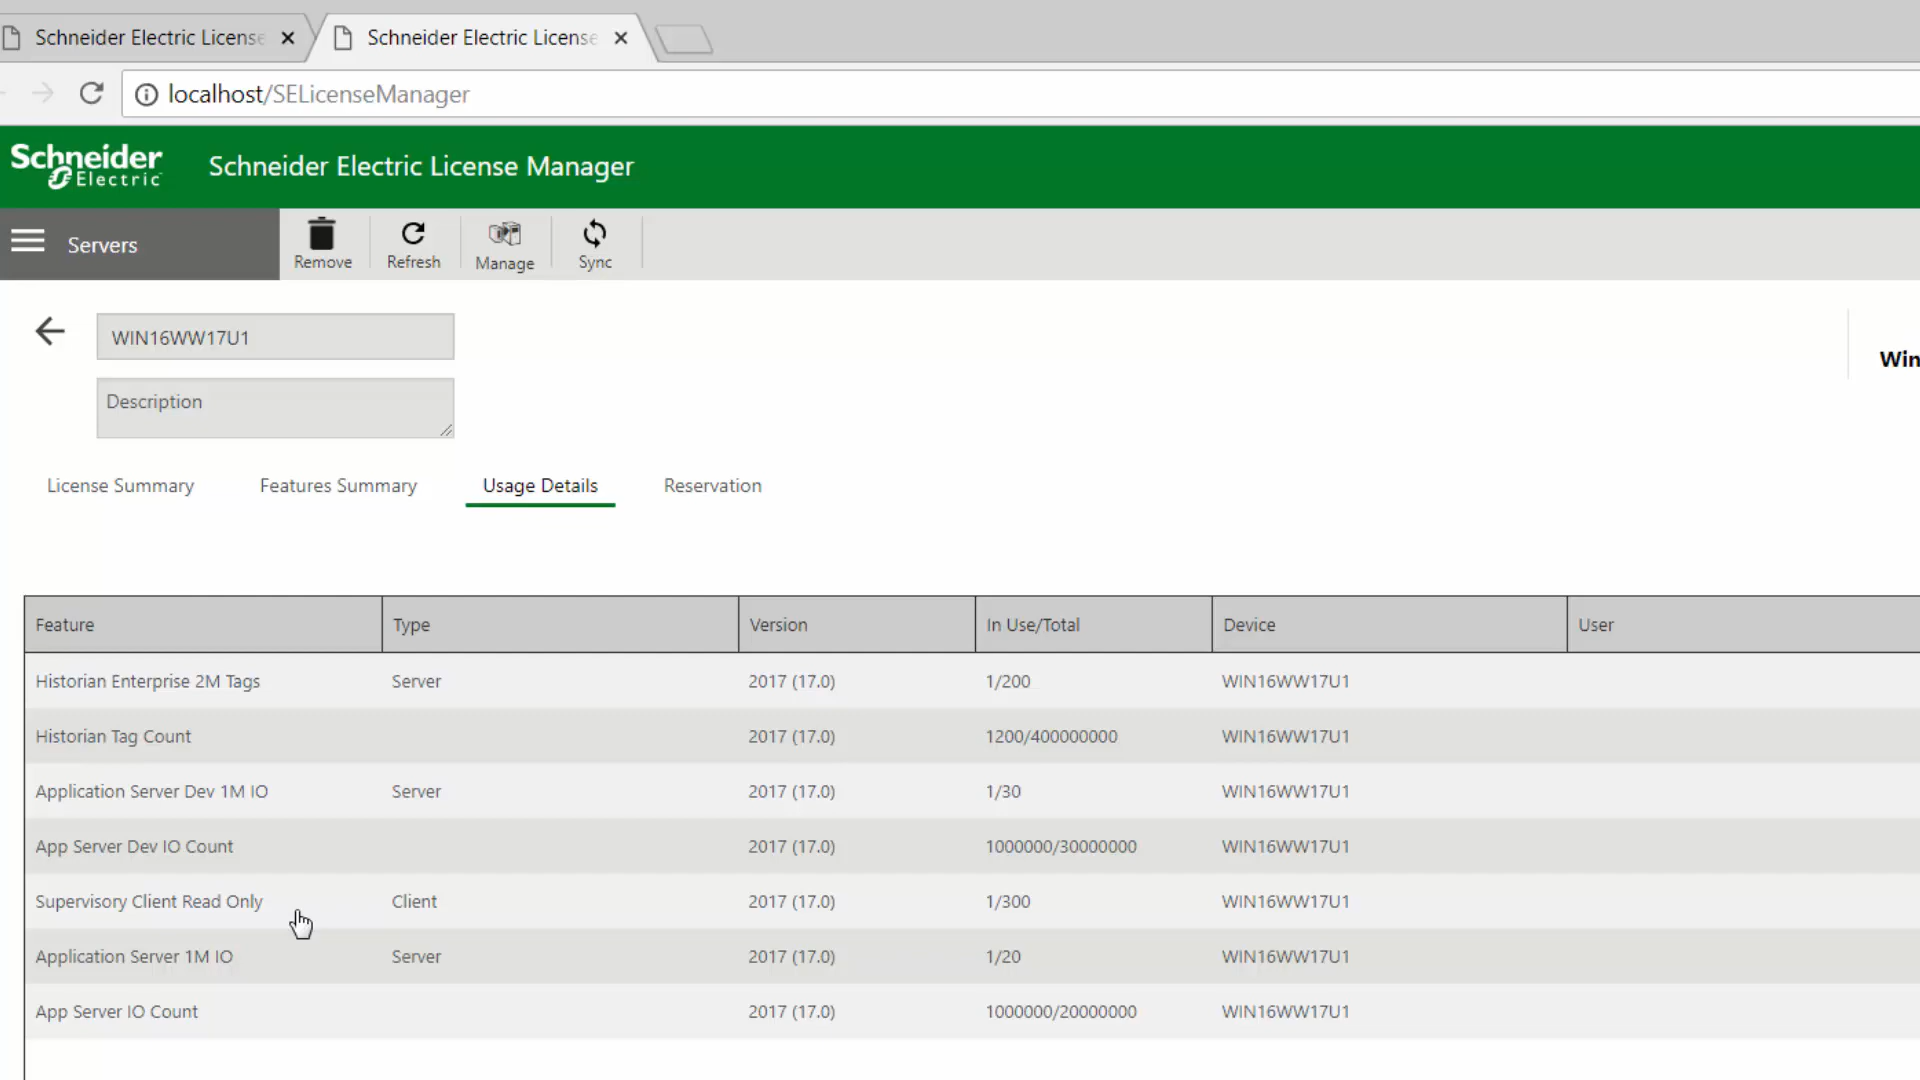 Schneider Electric License
Schneider Electric License
localhost/SELicenseManager
Schneider
Electric
Schneider Electric License Manager
Servers
Remove
Refresh
Manage
Sync
WIN16WW17U1
Win
Description
License Summary
Features Summary
Usage Details
Reservation
Feature Type Version In Use/Total Device User
Historian Enterprise 2M Tags Server 2017 (17.0) 1/200 WIN16WW17U1
Historian Tag Count 2017 (17.0) 1200/400000000 WIN16WW17U1
Application Server Dev 1M IO Server 2017 (17.0) 1/30 WIN16WW17U1
App Server Dev IO Count 2017 (17.0) 1000000/30000000 WIN16WW17U1
Supervisory Client Read Only Client 2017 (17.0) 1/300 WIN16WW17U1
Application Server 1M IO Server 2017 (17.0) 1/20 WIN16WW17U1
App Server IO Count 2017 (17.0) 1000000/20000000 WIN16WW17U1